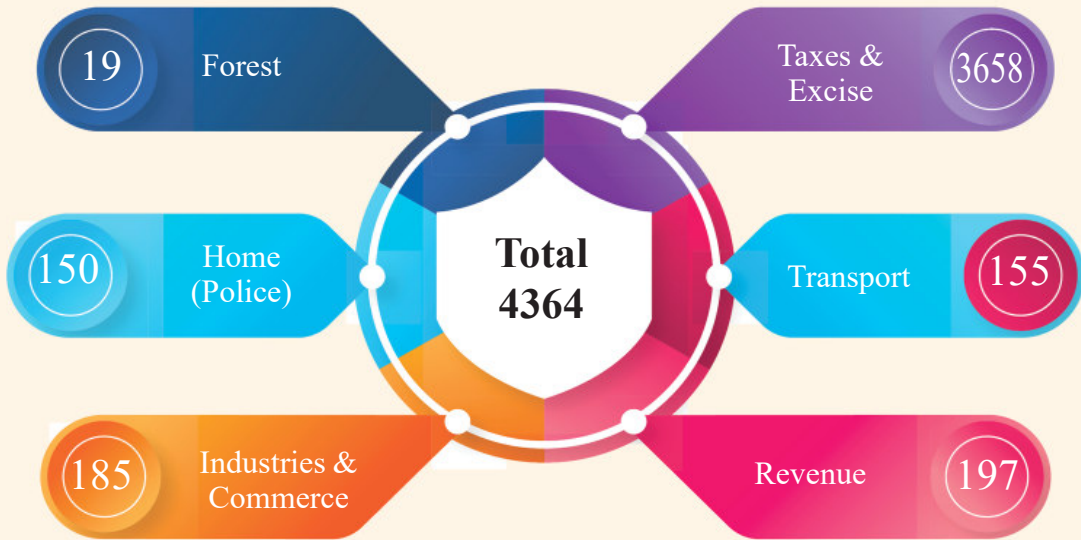 19
Forest
Taxes &
Excise
3658
150
Home
(Police)
Total
4364
Transport
155
185
Industries &
Commerce
Revenue
197